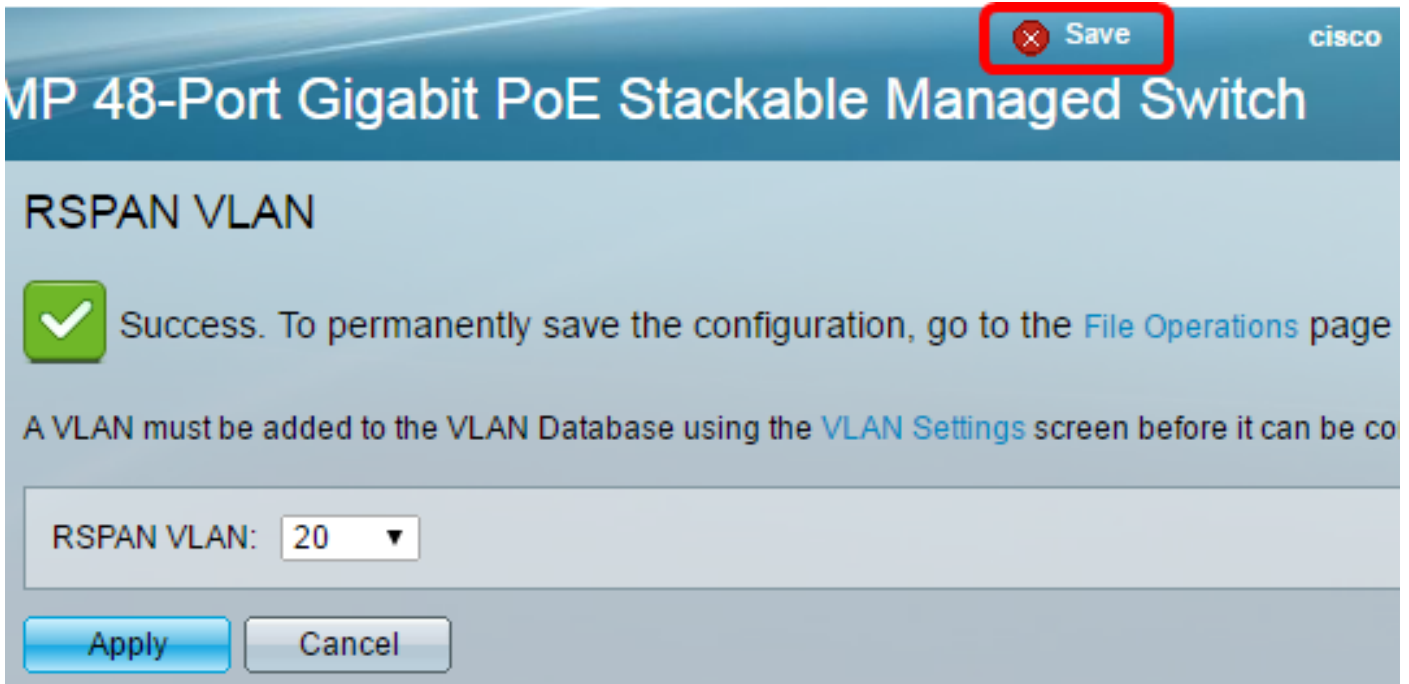 Save
cisco
MP 48-Port Gigabit PoE Stackable Managed Switch
RSPAN VLAN
Success. To permanently save the configuration, go to the File Operations page
A VLAN must be added to the VLAN Database using the VLAN Settings screen before it can be co
RSPAN VLAN: 20
Apply Cancel